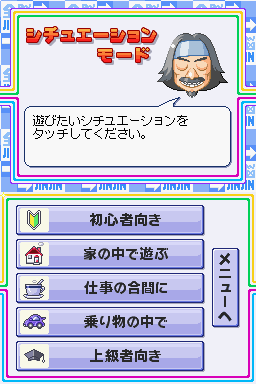 シチュエーション
モード
遊びたいシチュエーションを
タッチしてください。
JINJIN
JINJIN
初心者向き
家の中で遊ぶ
仕事の合間に
乗り物の中で
上級者向き
メニューへ